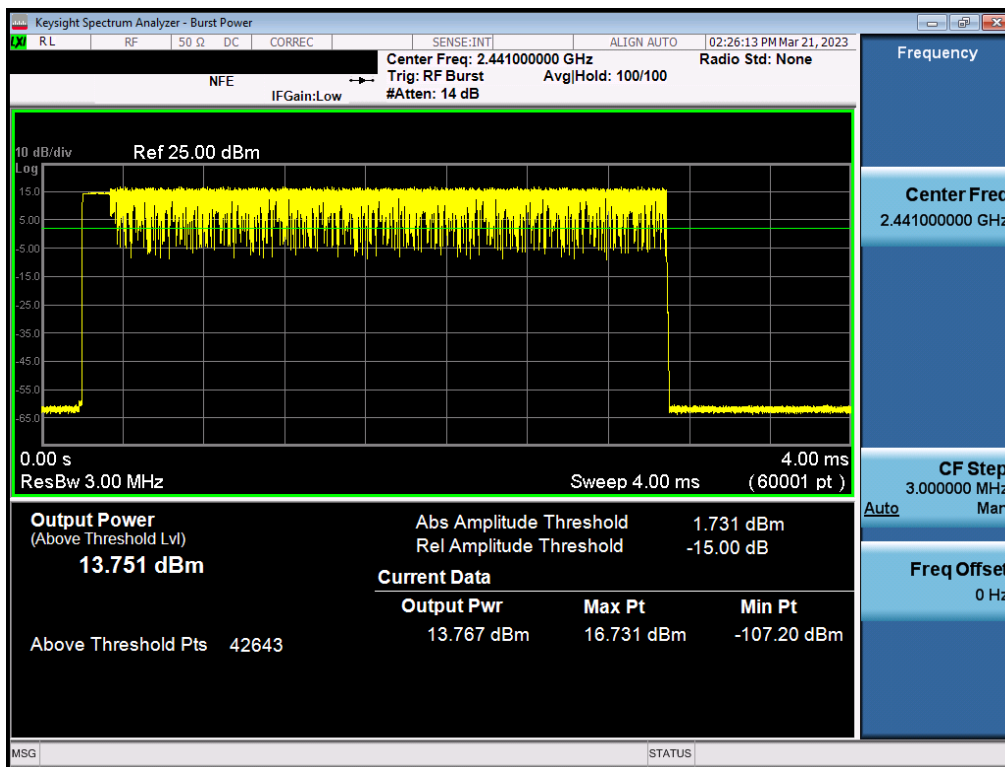 Keysight Spectrum Analyzer - Burst Power
LXI RL RF 50 Ω DC CORREC SENSE:INT ALIGN AUTO 02:26:13 PM Mar 21, 2023
Center Freq: 2.441000000 GHz Radio Std: None
NFE Trig: RF Burst Avg|Hold: 100/100
IFGain:Low #Atten: 14 dB
Frequency
10 dB/div Ref 25.00 dBm
Log
15.0
5.00
-5.00
-15.0
-25.0
-35.0
-45.0
-55.0
-65.0
0.00 s 4.00 ms
ResBw 3.00 MHz Sweep 4.00 ms (60001 pt)
Center Freq
2.441000000 GHz
CF Step
3.000000 MHz
Auto Man
Freq Offset
0 Hz
Output Power
(Above Threshold Lvl)
13.751 dBm
Above Threshold Pts 42643
Abs Amplitude Threshold 1.731 dBm
Rel Amplitude Threshold -15.00 dB
Current Data
Output Pwr Max Pt Min Pt
13.767 dBm 16.731 dBm -107.20 dBm
MSG STATUS